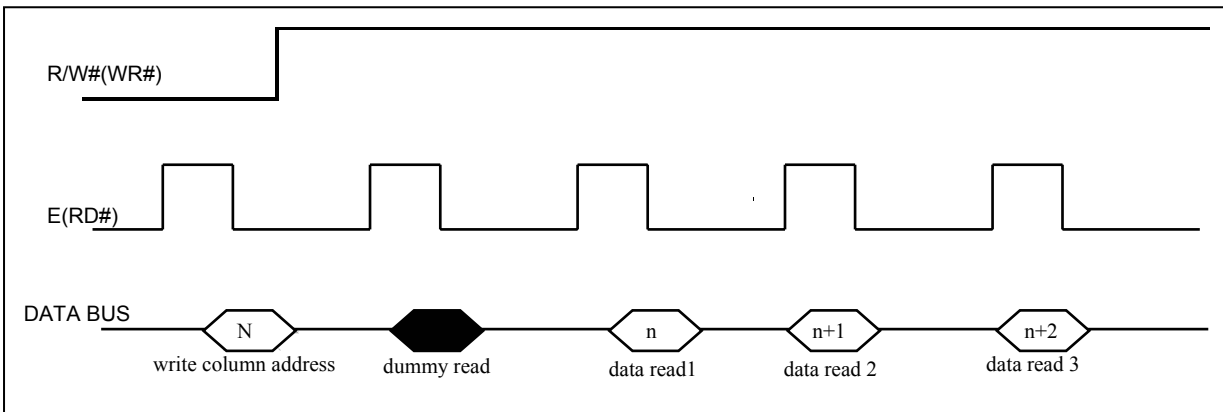 R/W#(WR#)
E(RD#)
DATA BUS
N
n
n+1
n+2
write column address
dummy read
data read1
data read 2
data read 3